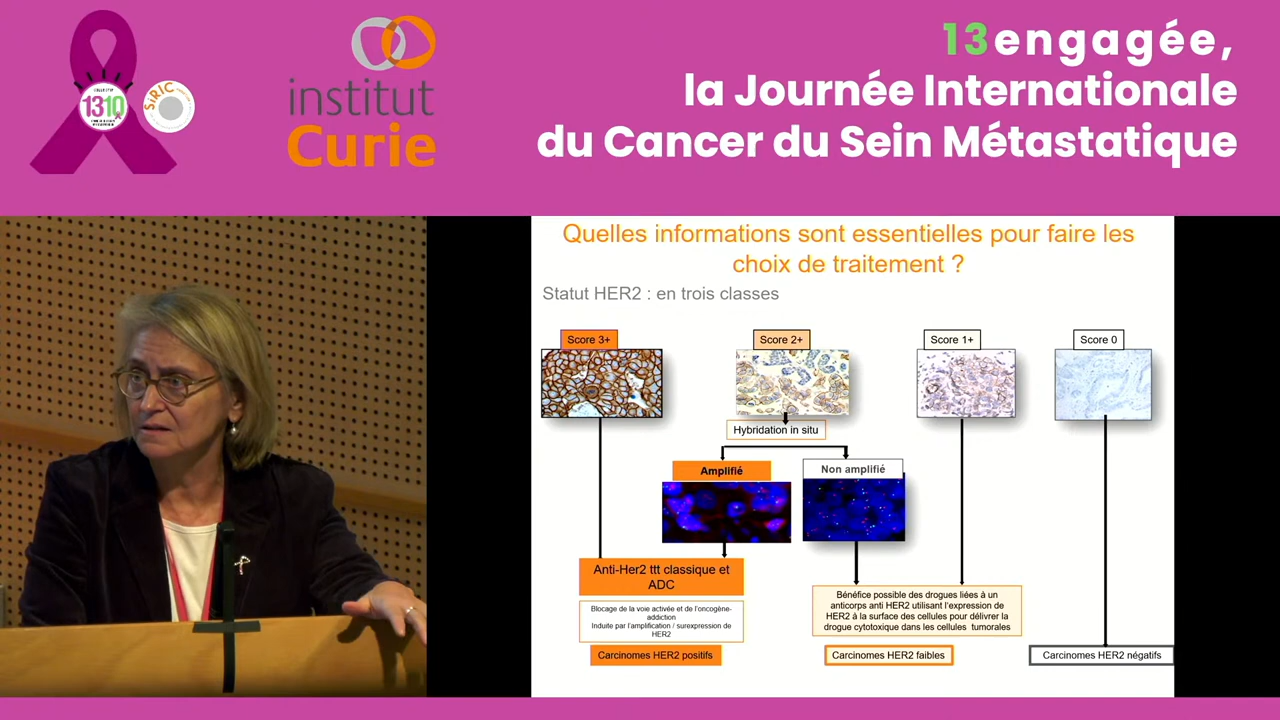 1310
SiRIC
institut
Curie
13engagée,
la Journée Internationale
du Cancer du Sein Métastatique
Quelles informations sont essentielles pour faire les
choix de traitement ?
Statut HER2 : en trois classes
Score 3+
Score 2+
Score 1+
Score 0
Hybridation in situ
Amplifié
Non amplifié
Anti-Her2 ttt classique et
ADC
Blocage de la voie activée et de l'oncogène-
addiction
Induite par l'amplification / surexpression de
HER2
Bénéfice possible des drogues liées à un
anticorps anti HER2 utilisant l'expression de
HER2 à la surface des cellules pour délivrer la
drogue cytotoxique dans les cellules tumorales
Carcinomes HER2 positifs
Carcinomes HER2 faibles
Carcinomes HER2 négatifs